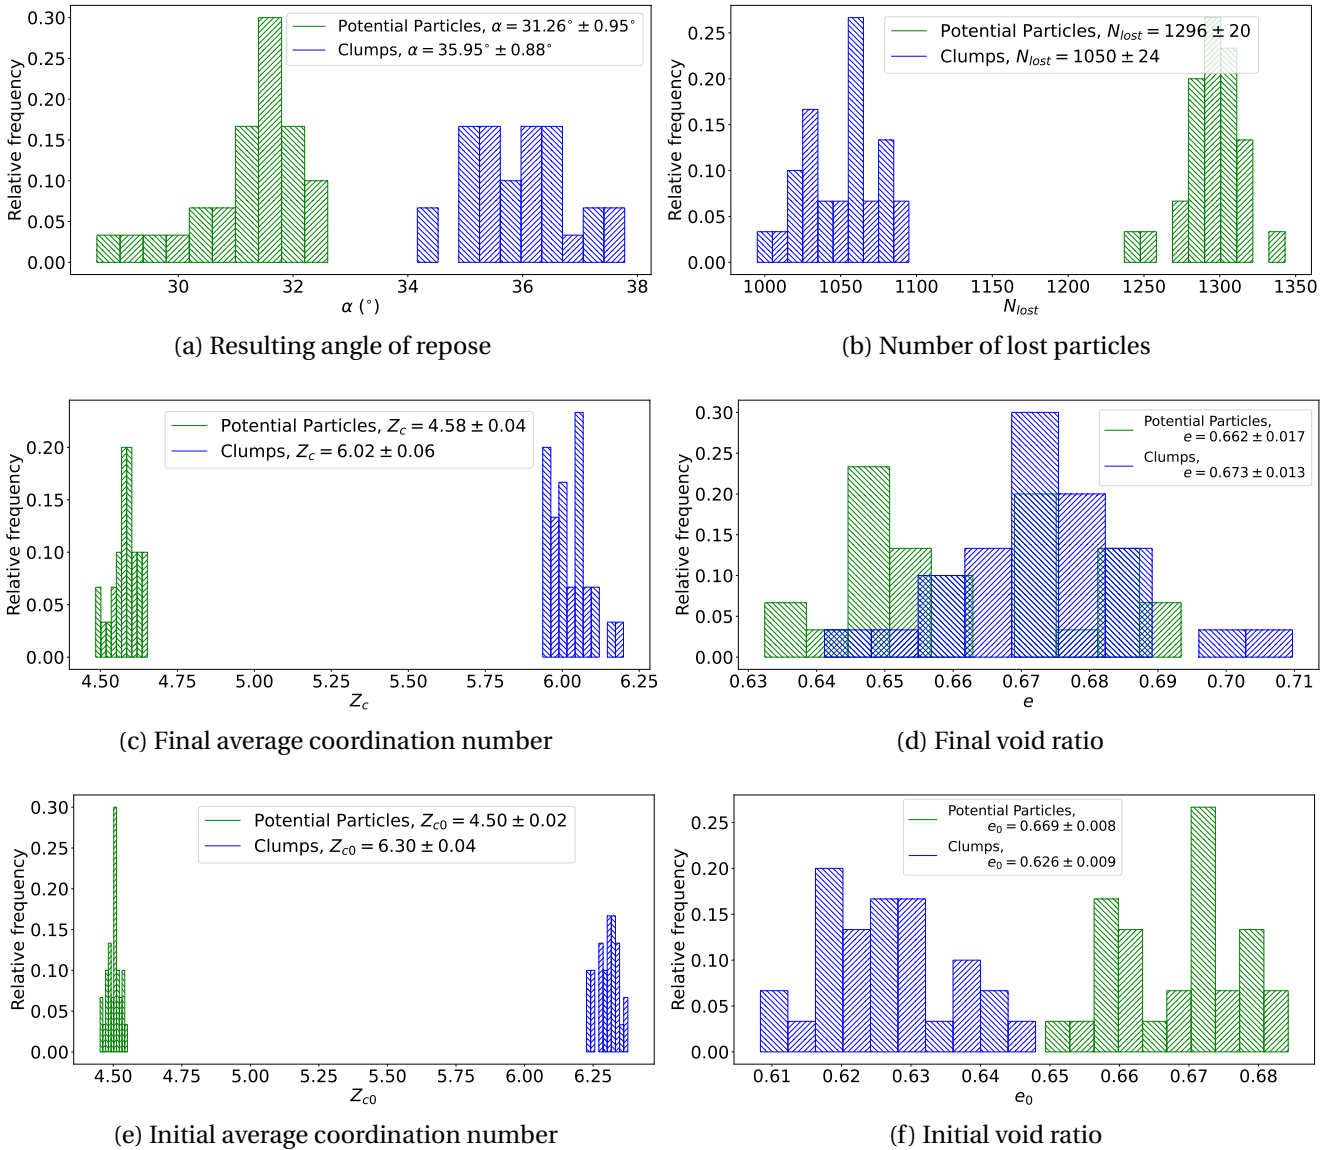 Potential Particles, α = 31.26° ± 0.95°
Clumps, α = 35.95° ± 0.88°
Relative frequency
0.30
0.25
0.20
0.15
0.10
0.05
0.00
30 32 34 36 38
α (°)
(a) Resulting angle of repose
Potential Particles, N_lost = 1296 ± 20
Clumps, N_lost = 1050 ± 24
Relative frequency
0.25
0.20
0.15
0.10
0.05
0.00
1000 1050 1100 1150 1200 1250 1300 1350
N_lost
(b) Number of lost particles
Potential Particles, Z_c = 4.58 ± 0.04
Clumps, Z_c = 6.02 ± 0.06
Relative frequency
0.20
0.15
0.10
0.05
0.00
4.50 4.75 5.00 5.25 5.50 5.75 6.00 6.25
Z_c
(c) Final average coordination number
Potential Particles,
e = 0.662 ± 0.017
Clumps,
e = 0.673 ± 0.013
Relative frequency
0.30
0.25
0.20
0.15
0.10
0.05
0.00
0.63 0.64 0.65 0.66 0.67 0.68 0.69 0.70 0.71
e
(d) Final void ratio
Potential Particles, Z_c0 = 4.50 ± 0.02
Clumps, Z_c0 = 6.30 ± 0.04
Relative frequency
0.30
0.25
0.20
0.15
0.10
0.05
0.00
4.50 4.75 5.00 5.25 5.50 5.75 6.00 6.25
Z_c0
(e) Initial average coordination number
Potential Particles,
e_0 = 0.669 ± 0.008
Clumps,
e_0 = 0.626 ± 0.009
Relative frequency
0.25
0.20
0.15
0.10
0.05
0.00
0.61 0.62 0.63 0.64 0.65 0.66 0.67 0.68
e_0
(f) Initial void ratio